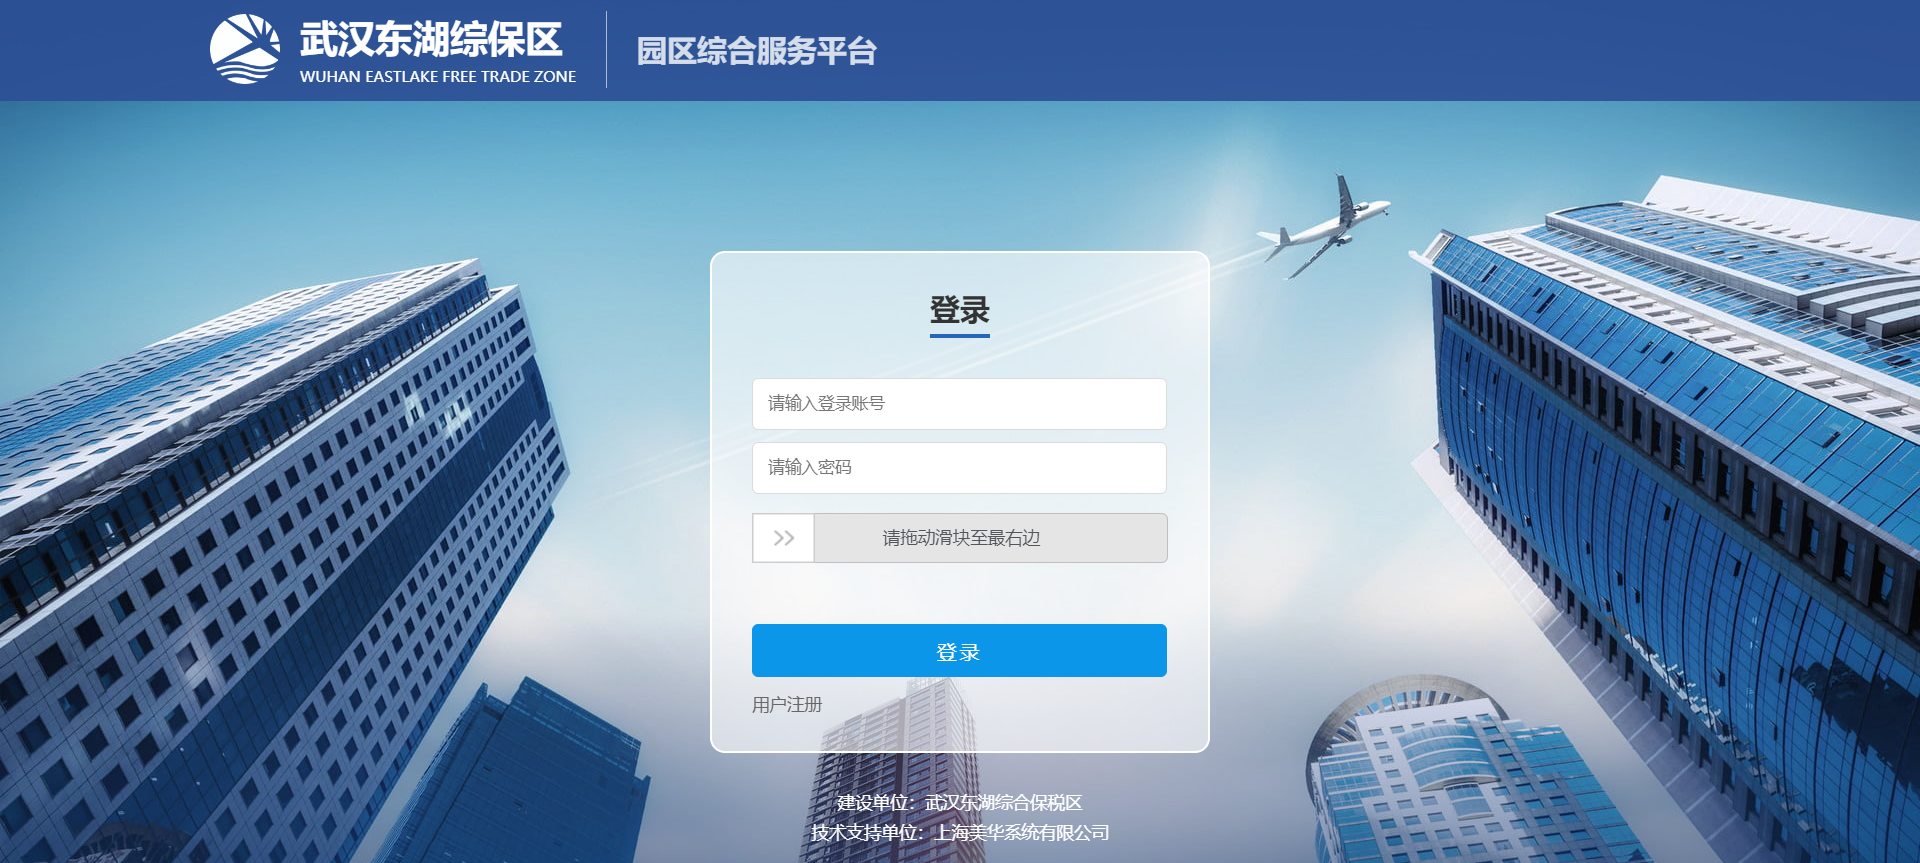 武汉东湖综保区
WUHAN EASTLAKE FREE TRADE ZONE
园区综合服务平台
登录
请输入登录账号
请输入密码
请拖动滑块至最右边
登录
用户注册
建设单位：武汉东湖综合保税区
技术支持单位：上海美华系统有限公司